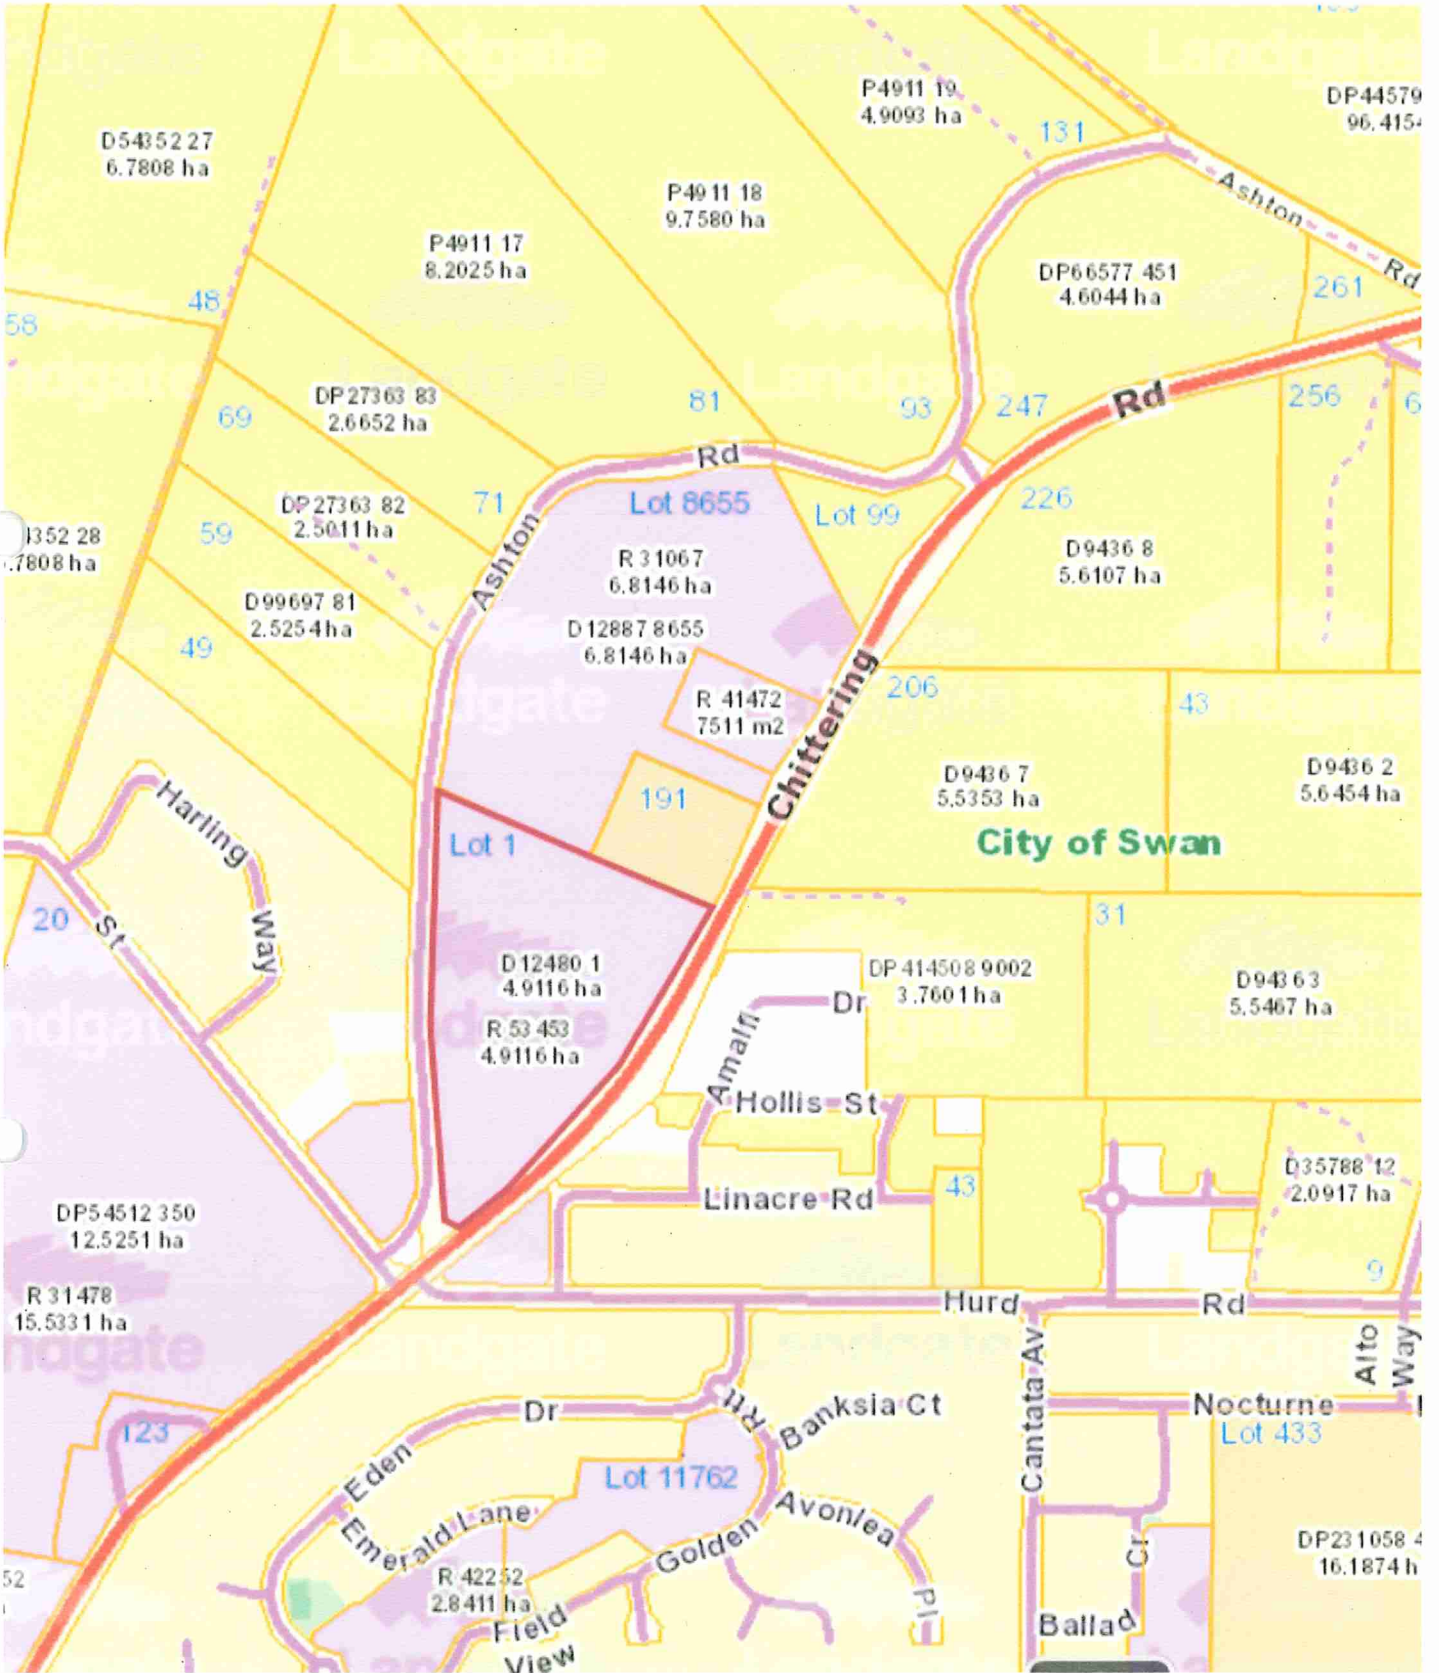 Landgate
Landgate
P4911 19
4.9093 ha
DP44579
96.4154
131
D54352 27
6.7808 ha
P4911 18
9.7580 ha
Ashton
Rd
P4911 17
8.2025 ha
DP66577 451
4.6044 ha
261
48
58
DP27363 83
2.6652 ha
69
81
93
247
Rd
256
6
Rd
71
Lot 8655
Lot 99
226
DP27363 82
2.5011 ha
59
4352 28
.7808 ha
Ashton
R 31067
6.8146 ha
D9436 8
5.6107 ha
D99697 81
2.5254 ha
D12887 8655
6.8146 ha
49
Chittering
206
43
R 41472
7511 m2
D9436 7
5.5353 ha
D9436 2
5.6454 ha
Harling
Way
191
Lot 1
City of Swan
20
St
31
D12480 1
4.9116 ha
DP414508 9002
3.7601 ha
D9436 3
5.5467 ha
R 53453
4.9116 ha
Amalfi
Dr
Hollis St
D35788 12
2.0917 ha
Linacre Rd
43
DP54512 350
12.5251 ha
9
R 31478
15.5331 ha
Hurd
Rd
Cantata Av
Alto
Way
Dr
Rtt
Banksia Ct
Nocturne
Lot 433
123
Eden
Lot 11762
Emerald Lane
Avonlea
Pl
Golden
DP231058 4
16.1874 h
Cr
52
R 42252
2.8411 ha
Field
View
Ballad